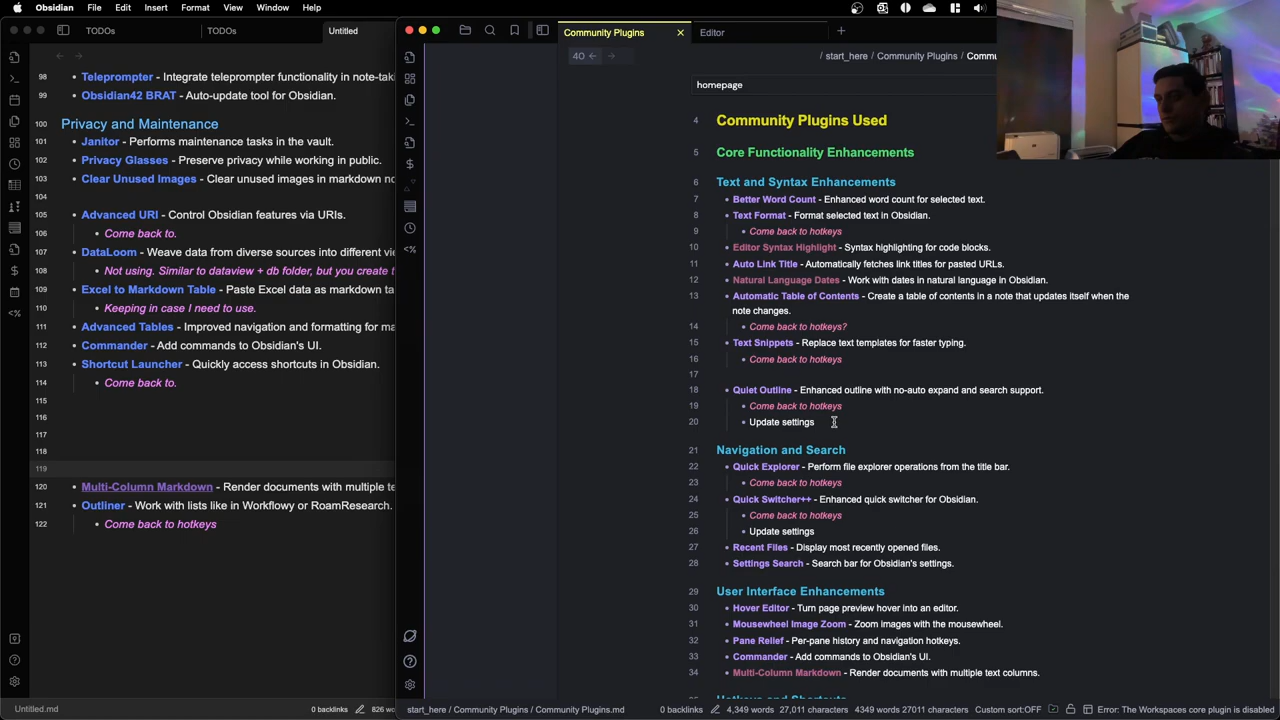 Obsidian File Edit Insert Format View Window Help
TODOs TODOs Untitled
98 Teleprompter - Integrate teleprompter functionality in note-taki
99 Obsidian42 BRAT - Auto-update tool for Obsidian.
100 Privacy and Maintenance
101 Janitor - Performs maintenance tasks in the vault.
102 Privacy Glasses - Preserve privacy while working in public.
103 Clear Unused Images - Clear unused images in markdown no
104
105 Advanced URI - Control Obsidian features via URIs.
106 Come back to.
107 DataLoom - Weave data from diverse sources into different vi
108 Not using. Similar to dataview + db folder, but you create t
109 Excel to Markdown Table - Paste Excel data as markdown ta
110 Keeping in case I need to use.
111 Advanced Tables - Improved navigation and formatting for ma
112 Commander - Add commands to Obsidian's UI.
113 Shortcut Launcher - Quickly access shortcuts in Obsidian.
114 Come back to.
115
116
117
118
119
120 Multi-Column Markdown - Render documents with multiple te
121 Outliner - Work with lists like in Workflowy or RoamResearch.
122 Come back to hotkeys
Untitled.md 0 backlinks 826 wo
Community Plugins Editor
40 / start_here / Community Plugins / Commu
homepage
4 Community Plugins Used
5 Core Functionality Enhancements
6 Text and Syntax Enhancements
7 Better Word Count - Enhanced word count for selected text.
8 Text Format - Format selected text in Obsidian.
9 Come back to hotkeys
10 Editor Syntax Highlight - Syntax highlighting for code blocks.
11 Auto Link Title - Automatically fetches link titles for pasted URLs.
12 Natural Language Dates - Work with dates in natural language in Obsidian.
13 Automatic Table of Contents - Create a table of contents in a note that updates itself when the
note changes.
14 Come back to hotkeys?
15 Text Snippets - Replace text templates for faster typing.
16 Come back to hotkeys
17
18 Quiet Outline - Enhanced outline with no-auto expand and search support.
19 Come back to hotkeys
20 Update settings
21 Navigation and Search
22 Quick Explorer - Perform file explorer operations from the title bar.
23 Come back to hotkeys
24 Quick Switcher++ - Enhanced quick switcher for Obsidian.
25 Come back to hotkeys
26 Update settings
27 Recent Files - Display most recently opened files.
28 Settings Search - Search bar for Obsidian's settings.
29 User Interface Enhancements
30 Hover Editor - Turn page preview hover into an editor.
31 Mousewheel Image Zoom - Zoom images with the mousewheel.
32 Pane Relief - Per-pane history and navigation hotkeys.
33 Commander - Add commands to Obsidian's UI.
34 Multi-Column Markdown - Render documents with multiple text columns.
start_here / Community Plugins / Community Plugins.md 0 backlinks 4,349 words 27,011 characters 4349 words 27011 characters Custom sort:OFF Error: The Workspaces core plugin is disabled